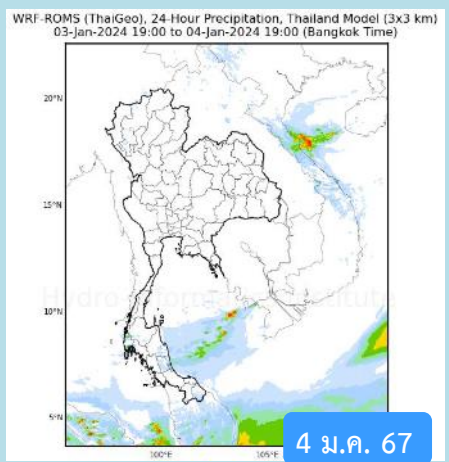 WRF-ROMS (ThaiGeo), 24-Hour Precipitation, Thailand Model (3x3 km)
03-Jan-2024 19:00 to 04-Jan-2024 19:00 (Bangkok Time)
20°N
15°N
10°N
5°N
100°E
105°E
Hydro-Informatics Institute
4 ม.ค. 67